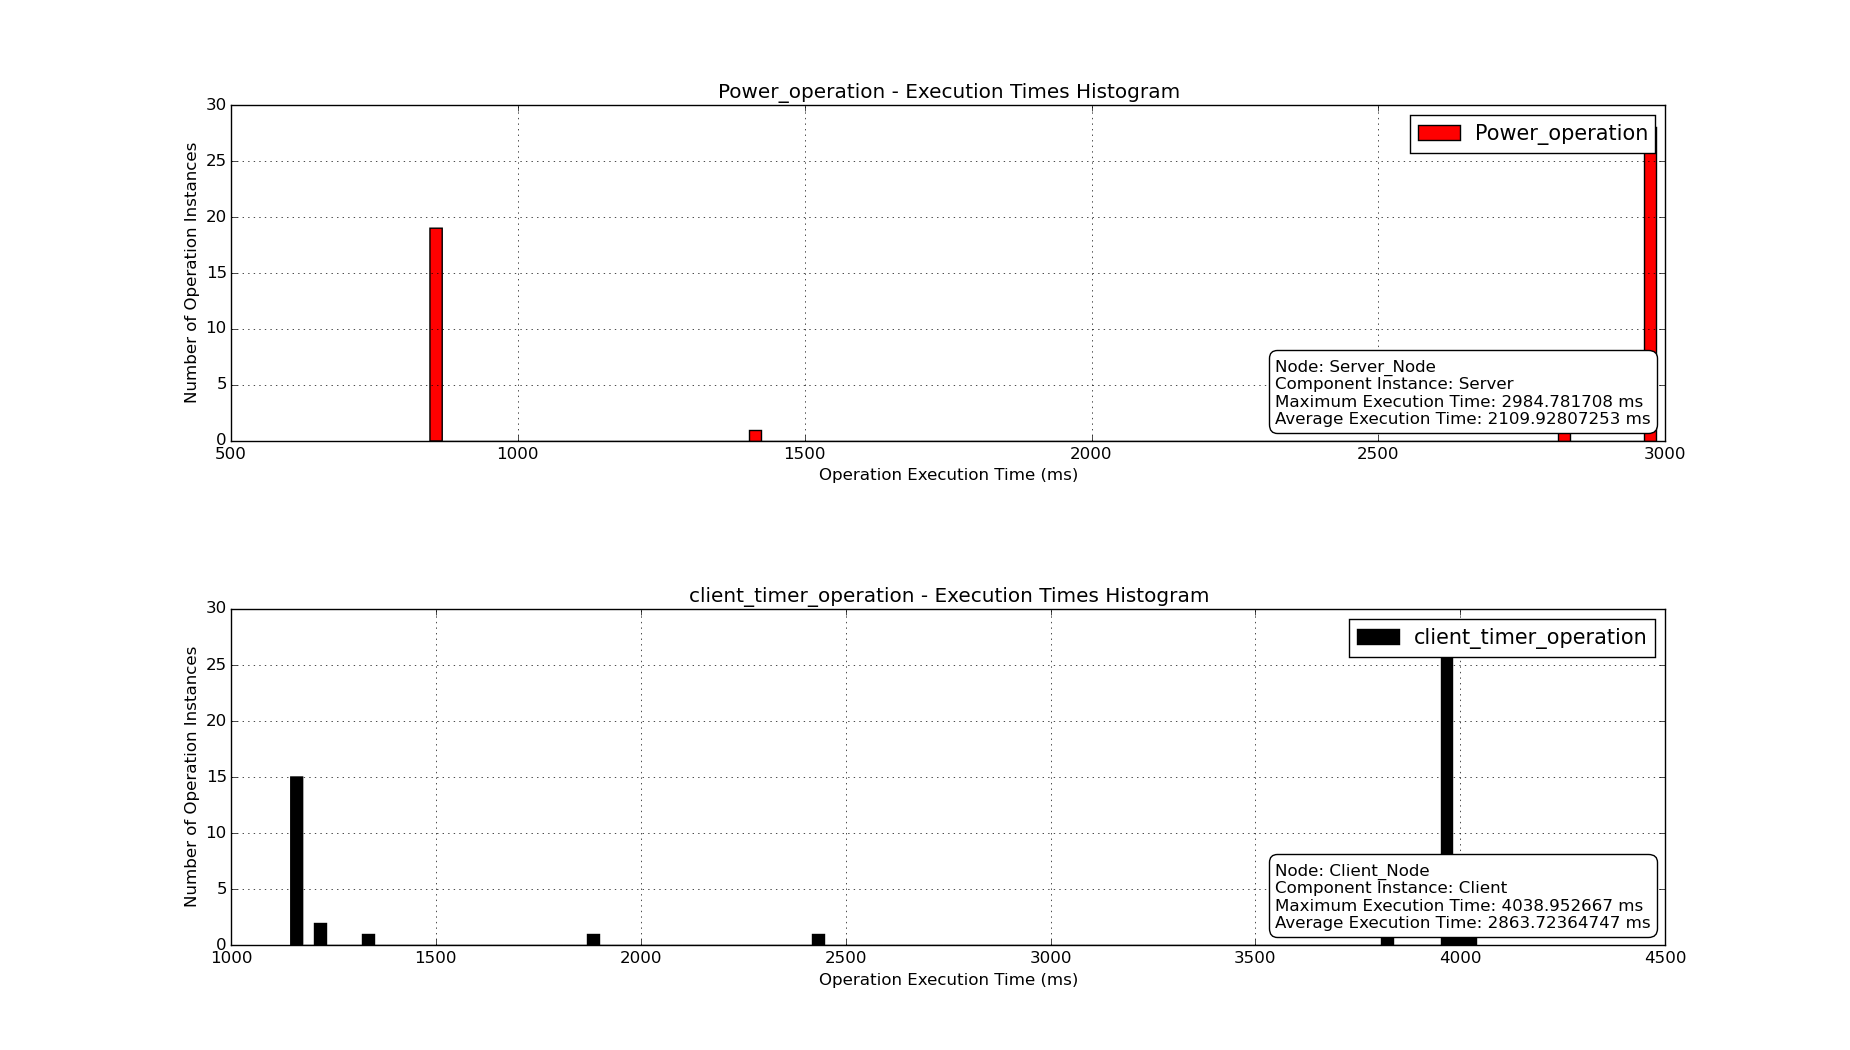 Power_operation - Execution Times Histogram
30
25
20
15
10
5
0
Number of Operation Instances
Power_operation
Node: Server_Node
Component Instance: Server
Maximum Execution Time: 2984.781708 ms
Average Execution Time: 2109.92807253 ms
500 1000 1500 2000 2500 3000
Operation Execution Time (ms)
client_timer_operation - Execution Times Histogram
30
25
20
15
10
5
0
Number of Operation Instances
client_timer_operation
Node: Client_Node
Component Instance: Client
Maximum Execution Time: 4038.952667 ms
Average Execution Time: 2863.72364747 ms
1000 1500 2000 2500 3000 3500 4000 4500
Operation Execution Time (ms)